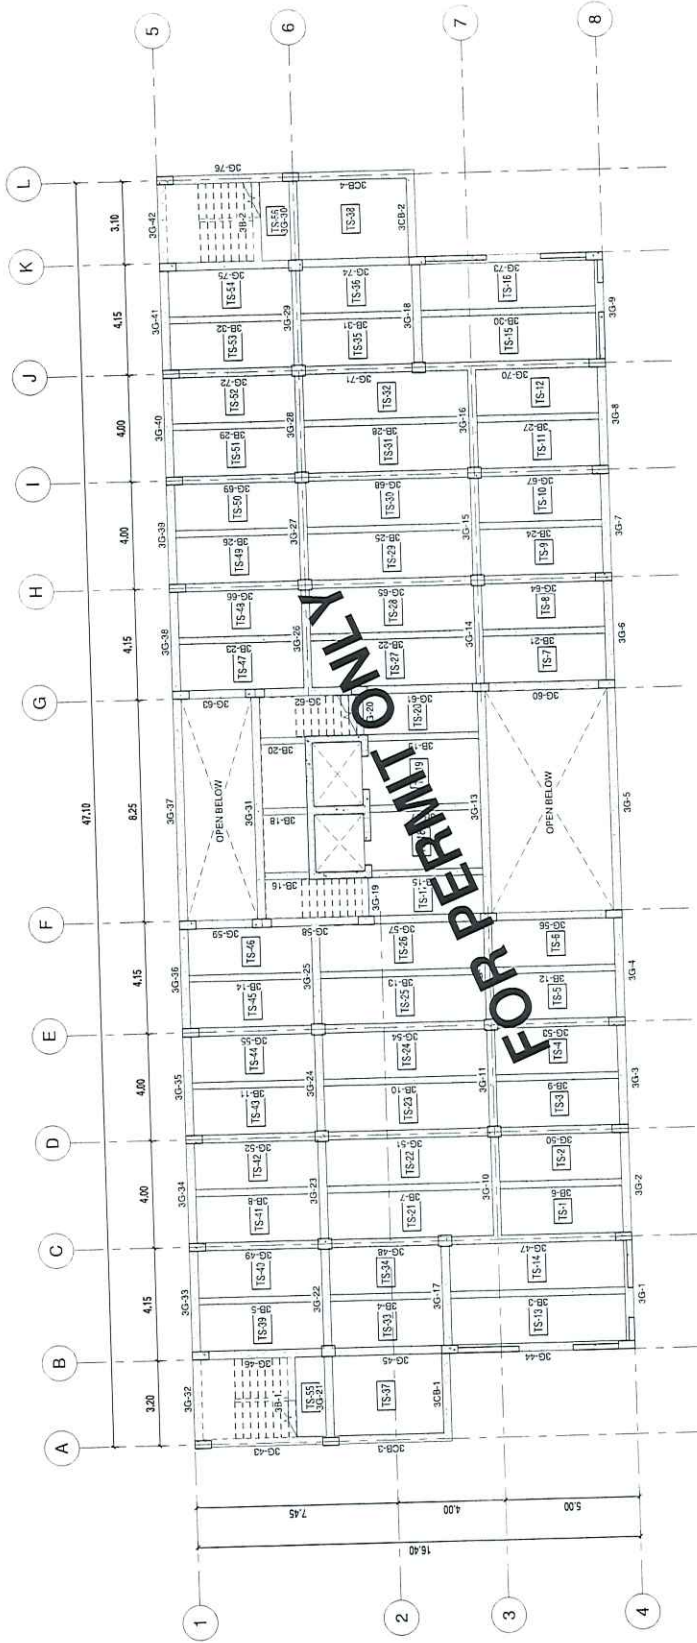 5
6
7
8
L
K
J
I
H
G
F
E
D
C
B
A
47.10
3.10
4.15
4.00
4.00
4.15
8.25
4.15
4.00
4.00
4.15
3.20
3G-42
3G-41
3G-40
3G-39
3G-38
3G-37
3G-36
3G-35
3G-34
3G-33
3G-32
3G-76
3B-2
TS-56
3G-30
3CB-4
TS-38
3CB-2
3G-75
TS-54
3B-32
TS-53
3G-29
3G-74
TS-36
3B-31
TS-35
3G-18
3G-73
TS-16
3B-30
TS-15
3G-9
3G-72
TS-52
3B-29
TS-51
3G-28
3G-71
TS-32
3B-28
TS-31
3G-16
3G-70
TS-12
3B-27
TS-11
3G-8
3G-69
TS-50
3B-26
TS-49
3G-27
3G-68
TS-30
3B-25
TS-29
3G-15
3G-67
TS-10
3B-24
TS-9
3G-7
3G-66
TS-48
3B-23
TS-47
3G-26
3G-65
TS-28
3B-22
TS-27
3G-14
3G-64
TS-8
3B-21
TS-7
3G-6
3G-63
OPEN BELOW
3G-31
3G-62
3B-20
3B-18
3B-16
3G-19
3G-61
TS-20
3G-13
3G-60
OPEN BELOW
3G-5
3G-59
TS-46
3B-14
TS-45
3G-58
3G-25
3G-57
TS-26
3B-13
TS-25
3G-56
TS-6
3B-12
TS-5
3G-4
3G-55
TS-44
3B-11
TS-43
3G-24
3G-54
TS-24
3B-10
TS-23
3G-11
3G-53
TS-4
3B-9
TS-3
3G-3
3G-52
TS-42
3B-8
TS-41
3G-23
3G-51
TS-22
3B-7
TS-21
3G-10
3G-50
TS-2
3B-6
TS-1
3G-2
3G-49
TS-40
3B-5
TS-39
3G-22
3G-48
TS-34
3B-4
TS-33
3G-17
3G-47
TS-14
3B-3
TS-13
3G-1
3G-46
3B-1
TS-55
3G-21
3G-45
TS-37
3CB-1
3G-44
3G-43
3CB-3
FOR PERMIT ONLY
7.45
4.00
5.00
16.40
1
2
3
4